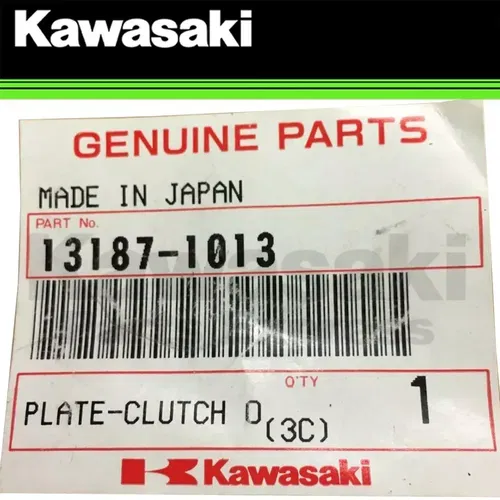 Kawasaki
GENUINE PARTS
MADE IN JAPAN
PART No.
13187-1013
Q'TY
PLATE-CLUTCH O(3C) 1
Kawasaki